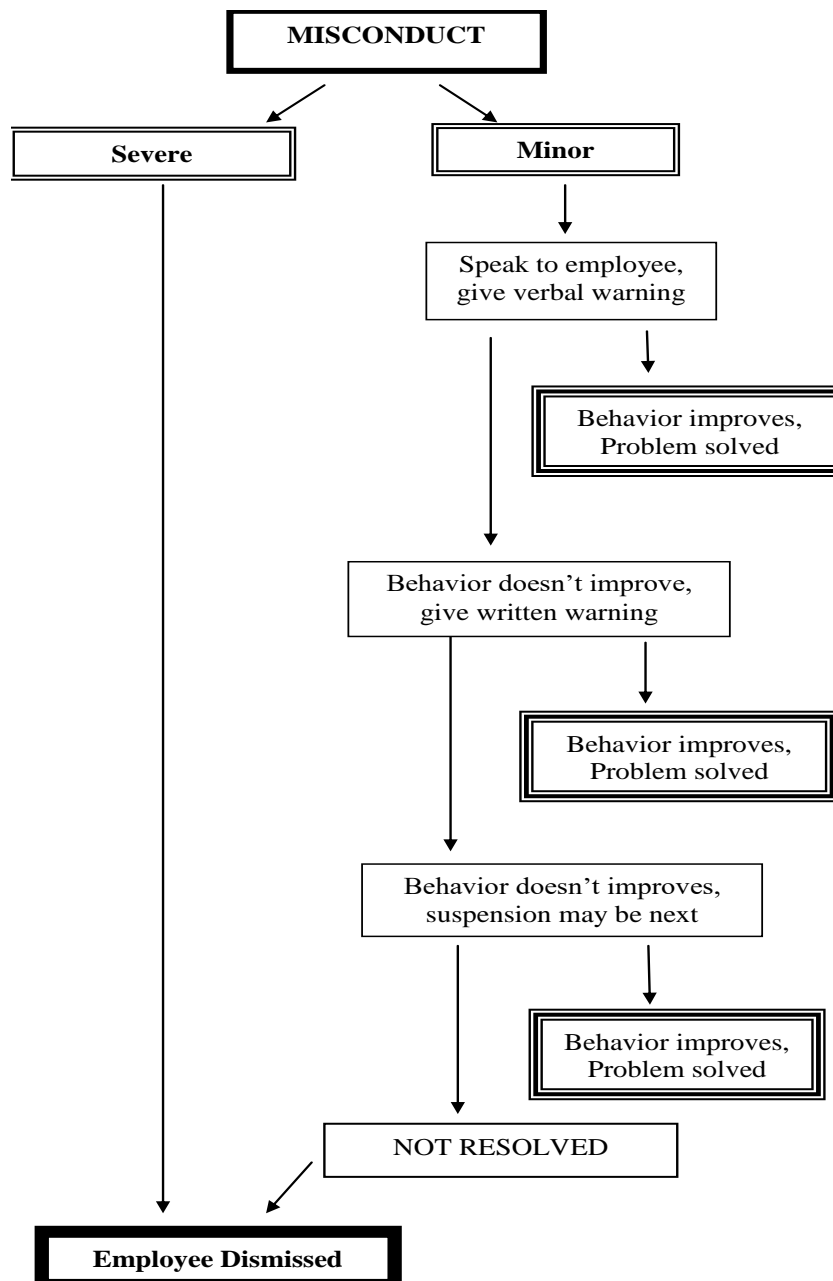 MISCONDUCT
Severe
Minor
Speak to employee,
give verbal warning
Behavior improves,
Problem solved
Behavior doesn’t improve,
give written warning
Behavior improves,
Problem solved
Behavior doesn’t improves,
suspension may be next
Behavior improves,
Problem solved
NOT RESOLVED
Employee Dismissed